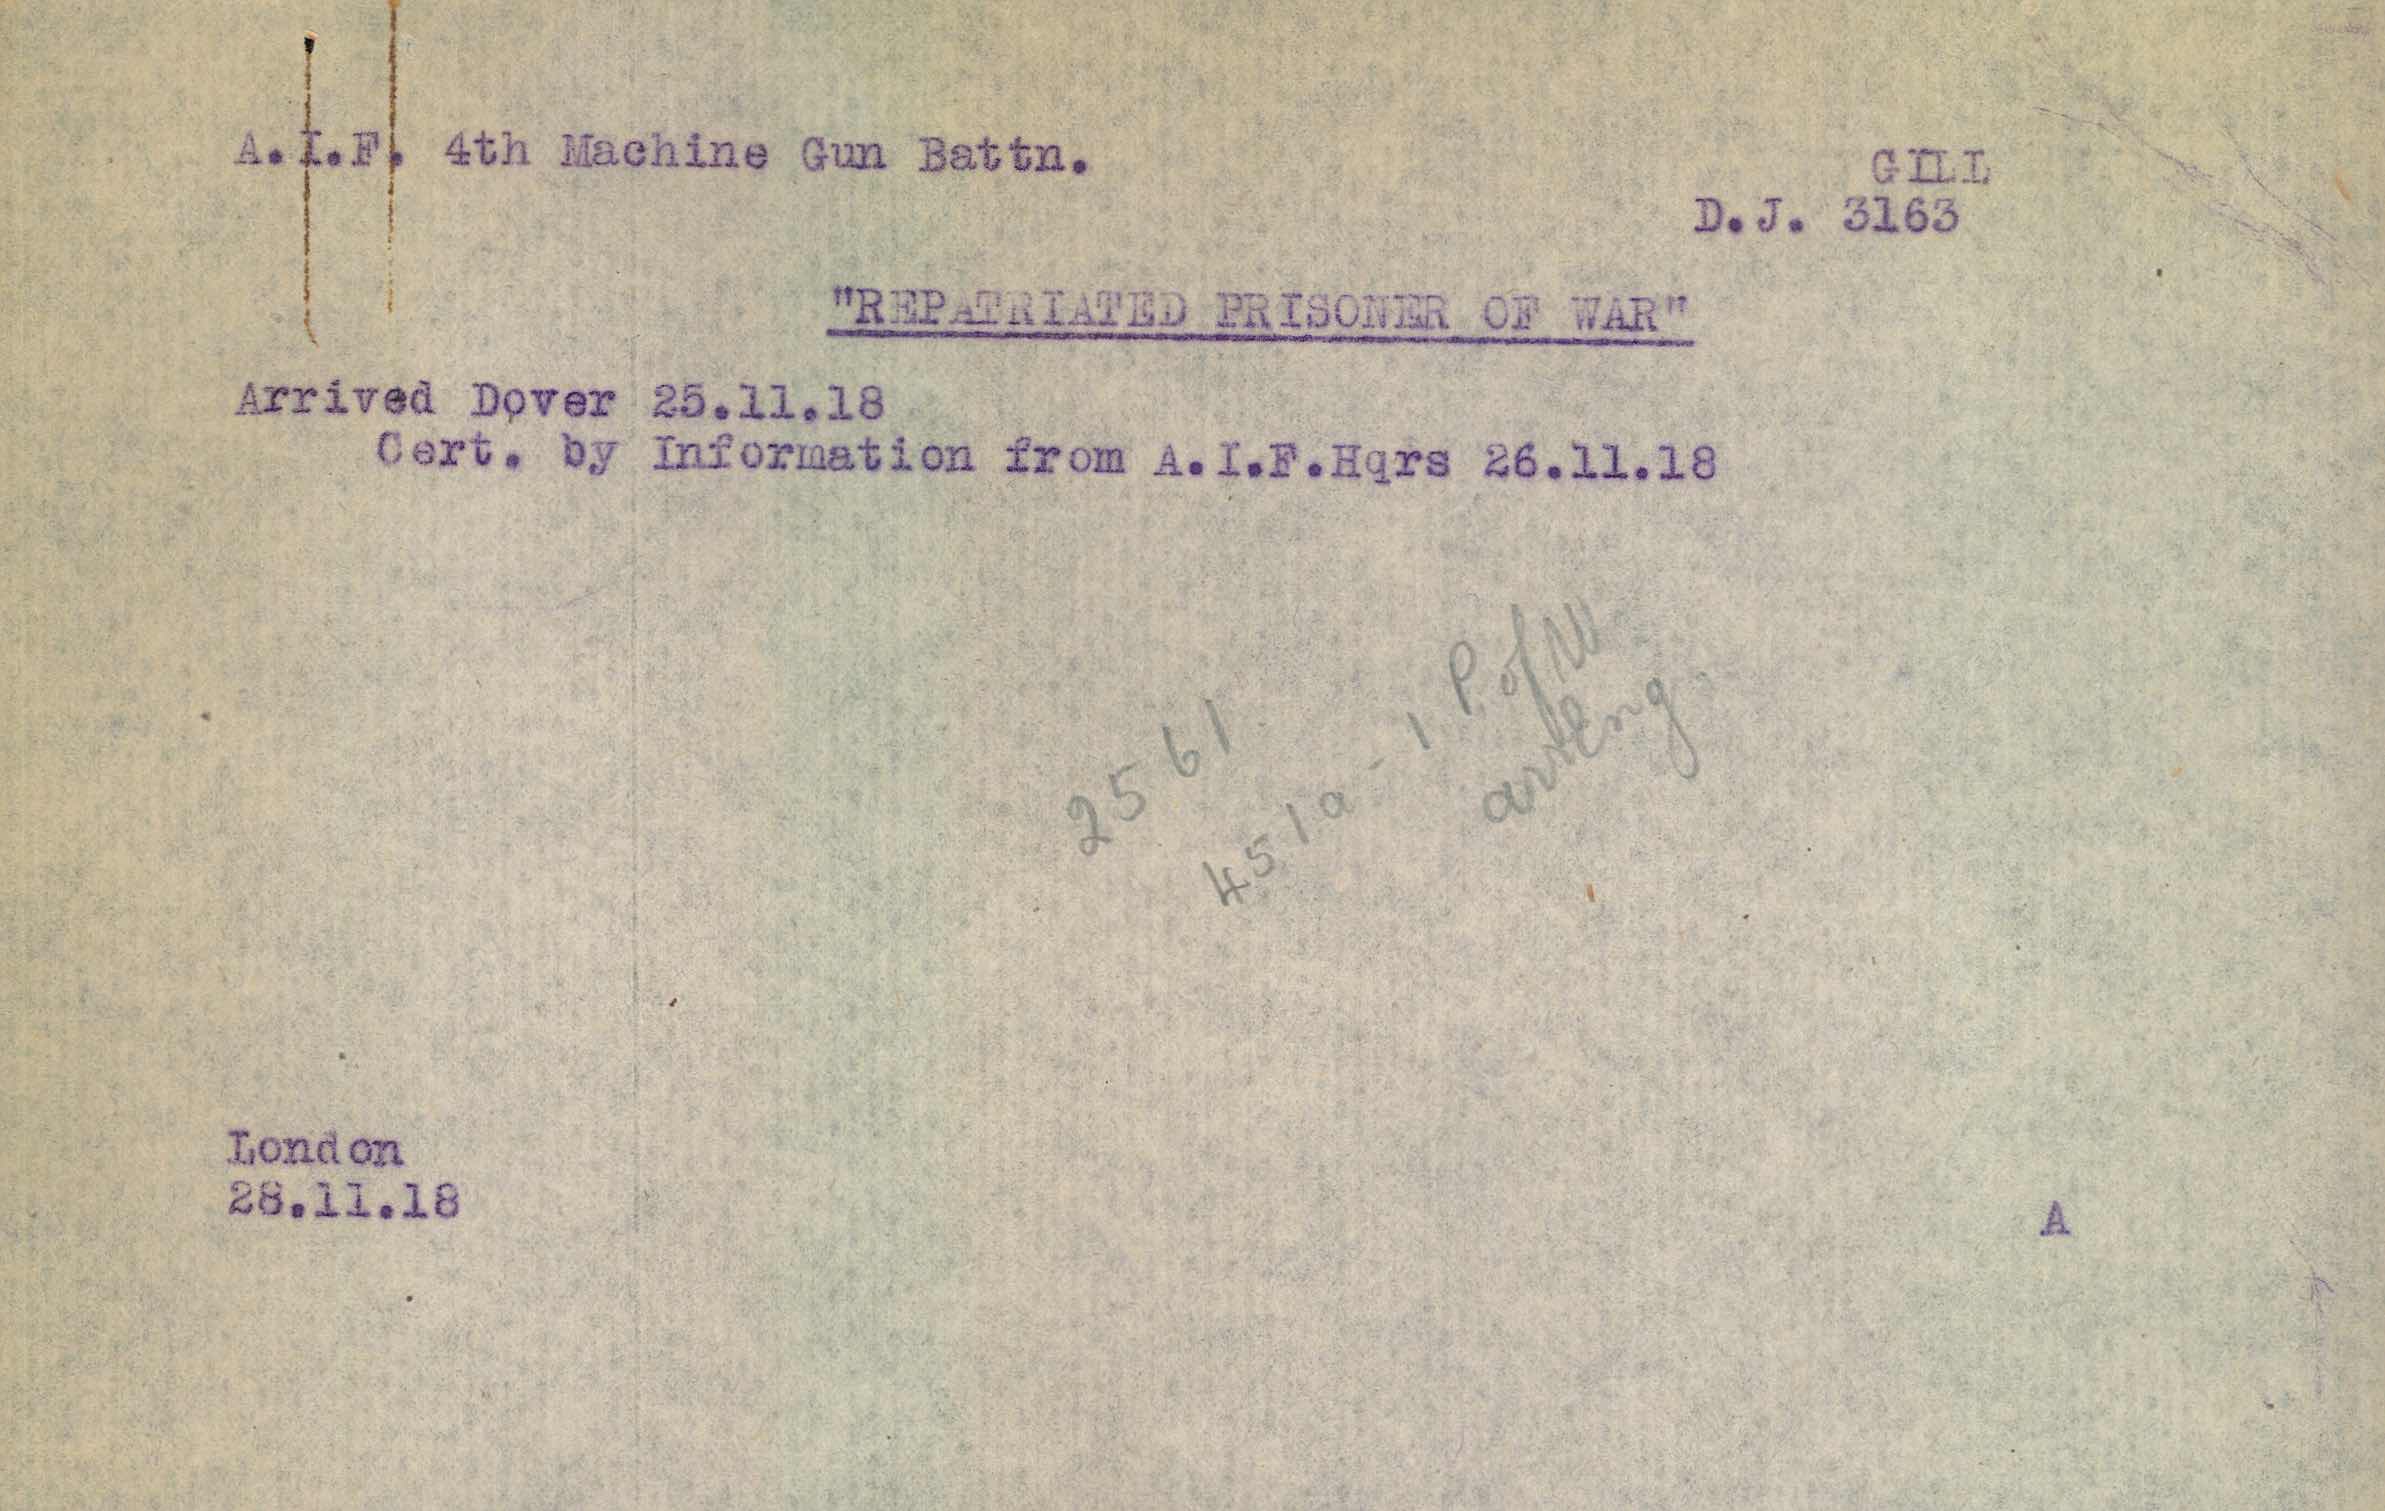 A.I.F. 4th Machine Gun Battn.
GILL
D.J. 3163
"REPATRIATED PRISONER OF WAR"
Arrived Dover 25.11.18
Cert. by Information from A.I.F.Hqrs 26.11.18
2561
451a - 1 P. of W
arr Eng.
London
28.11.18
A